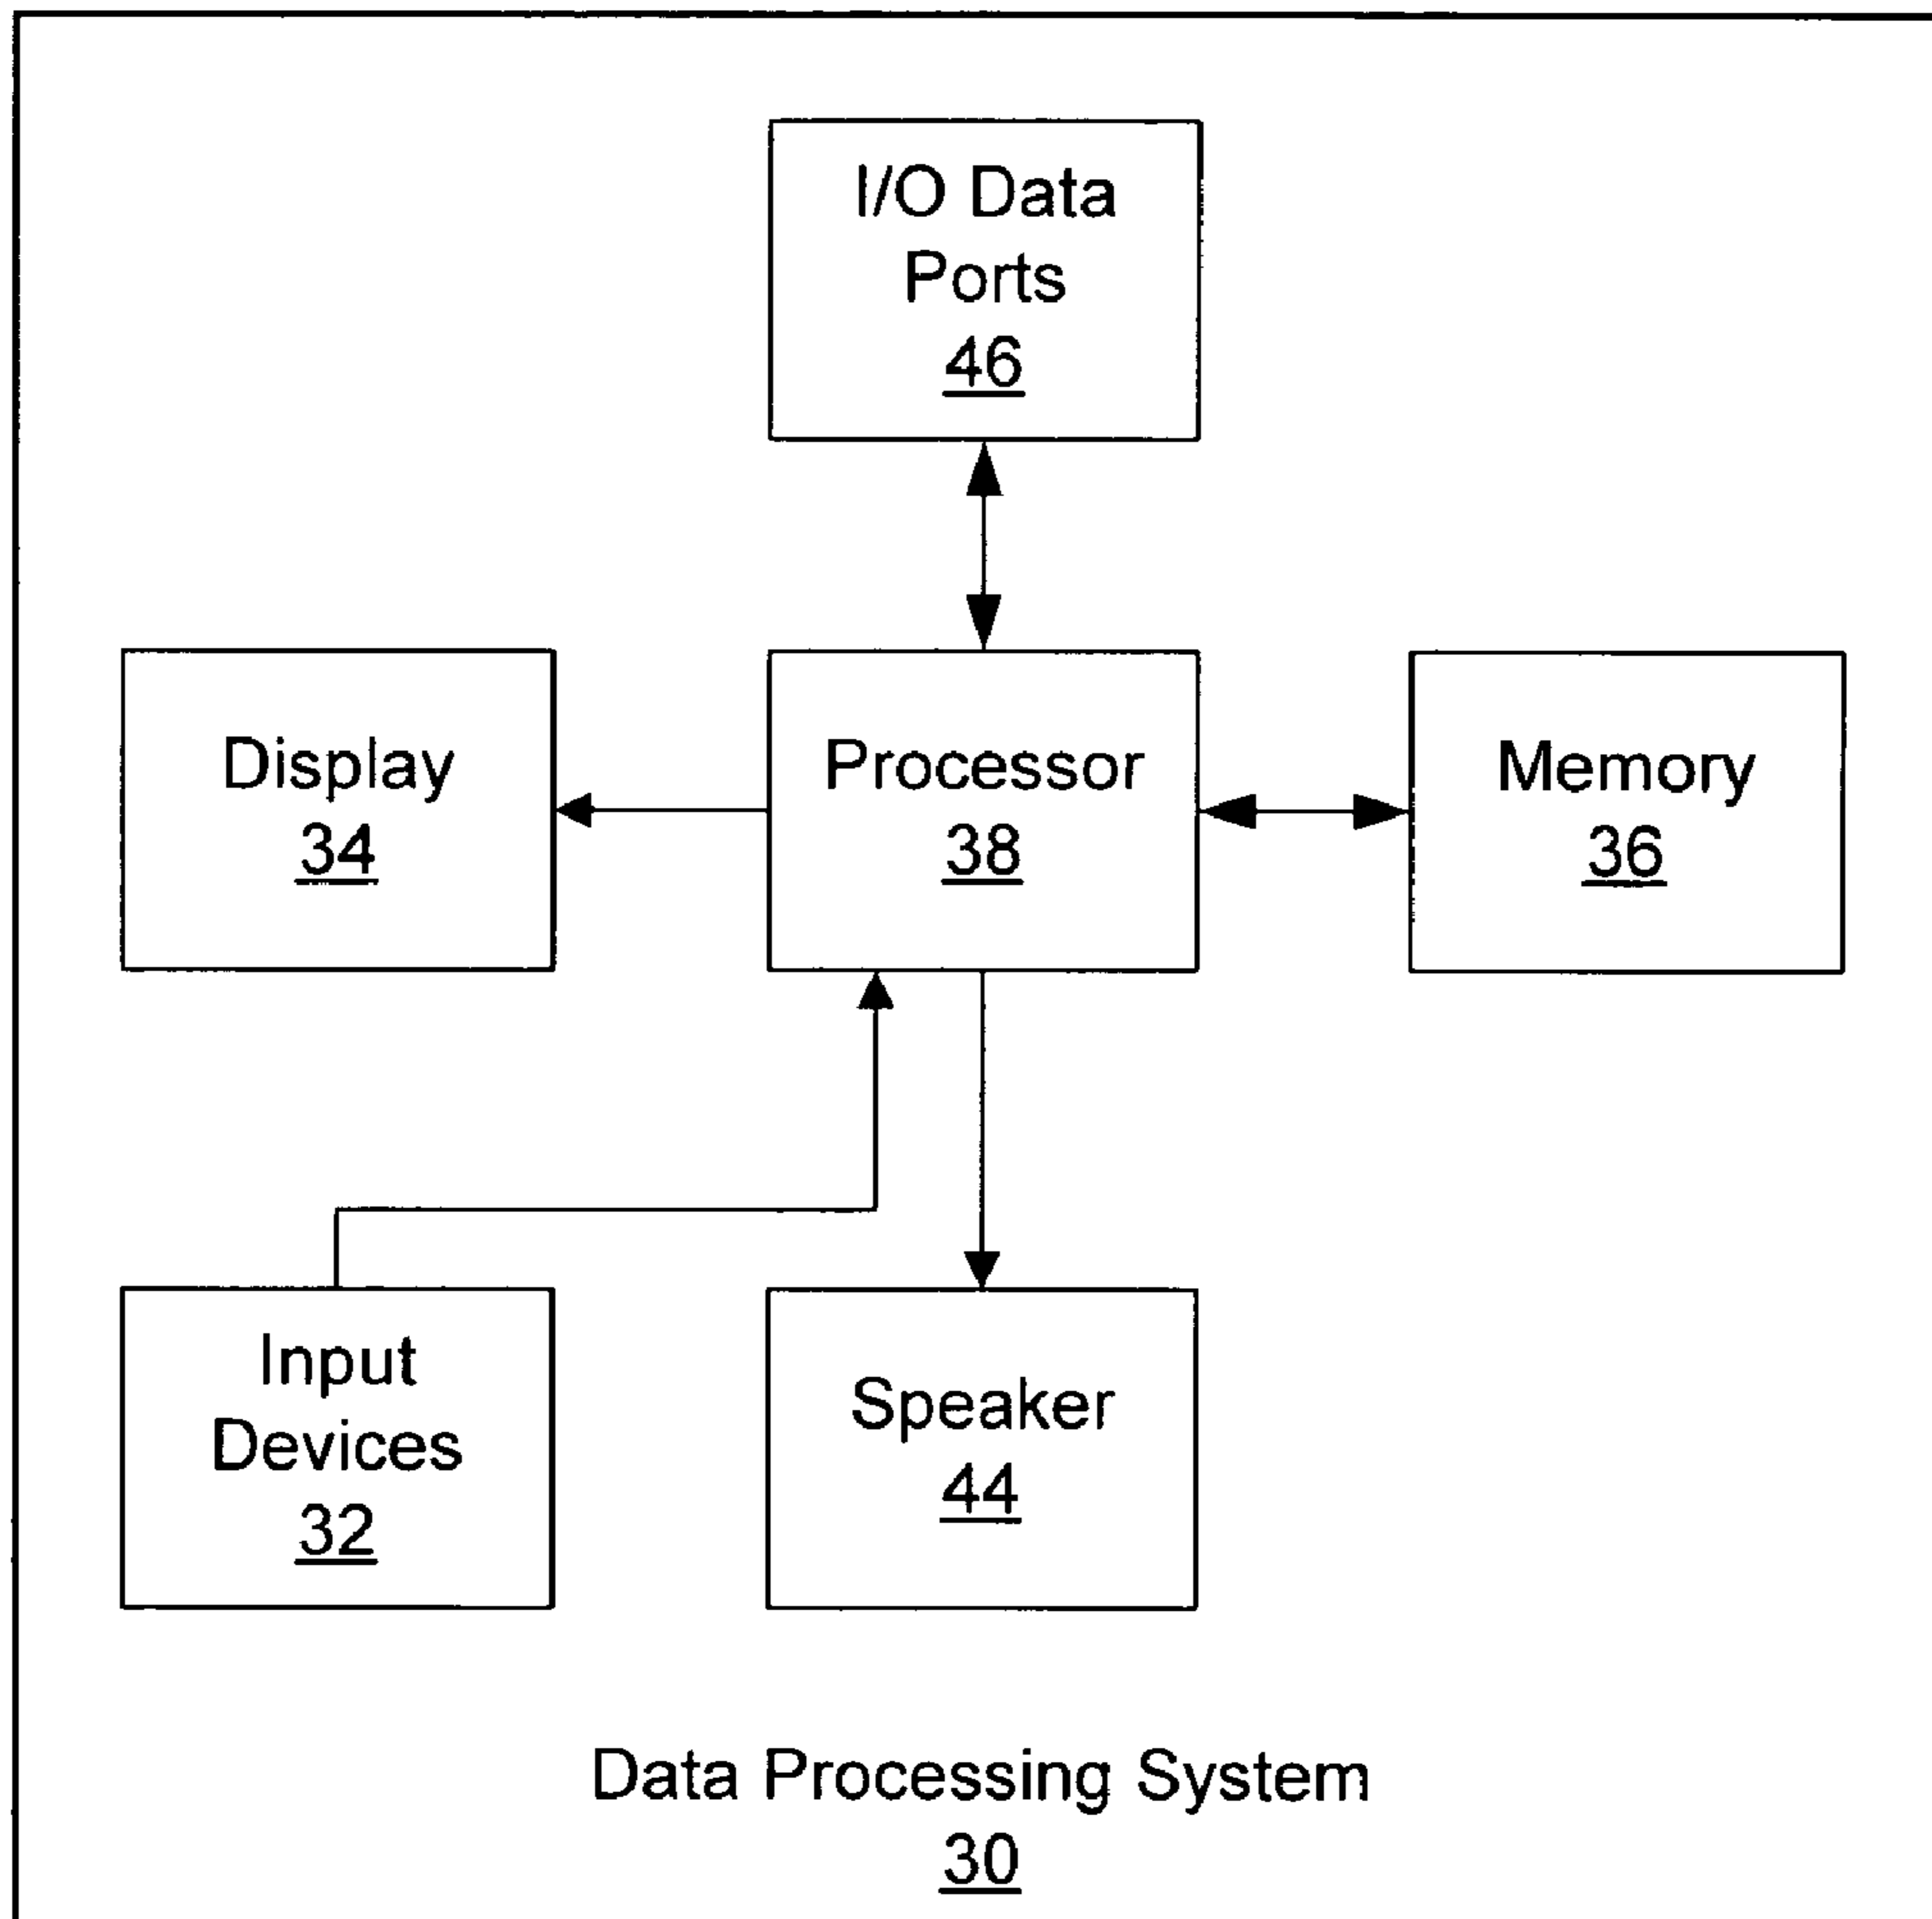 I/O Data
Ports
46
Display
34
Processor
38
Memory
36
Input
Devices
32
Speaker
44
Data Processing System
30